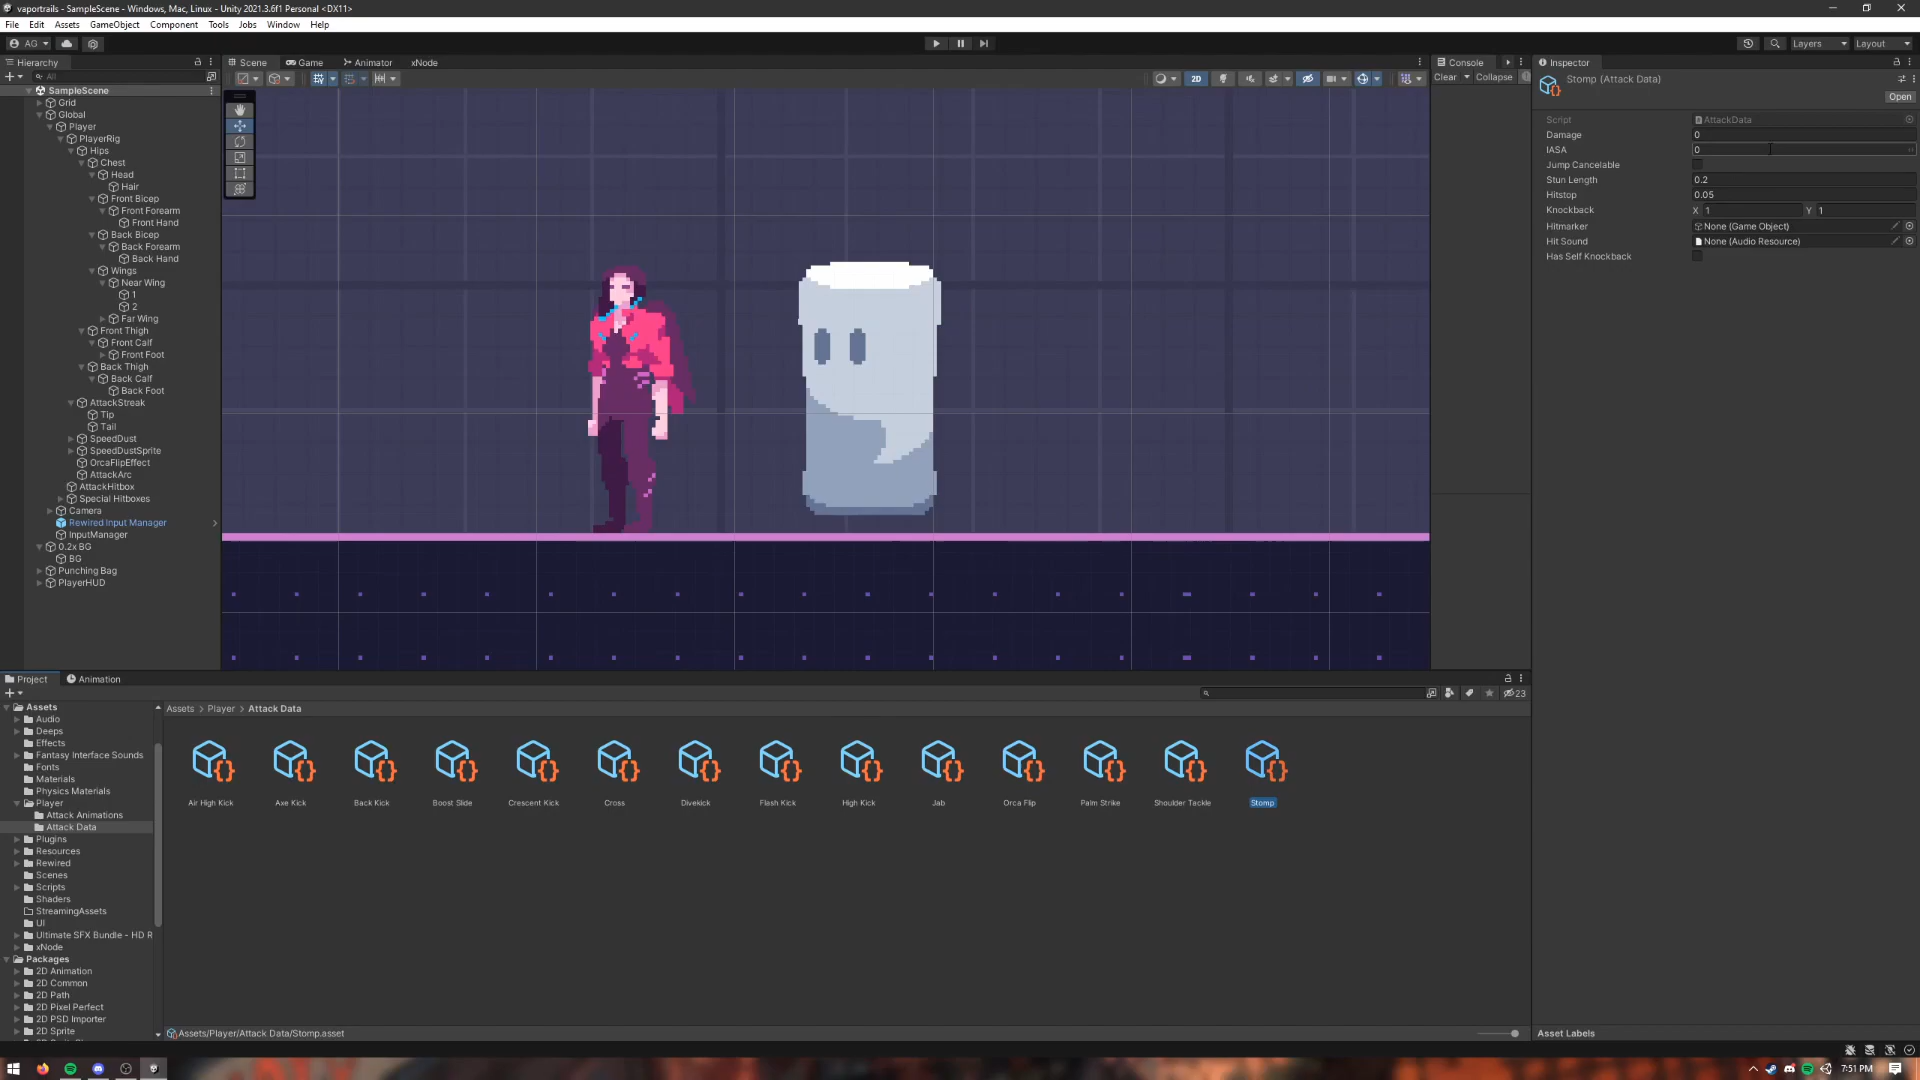 vaportrails - SampleScene - Windows, Mac, Linux - Unity 2021.3.6f1 Personal <DX11>
File Edit Assets GameObject Component Tools Jobs Window Help
AG
Layers Layout
Hierarchy
All
SampleScene
Grid
Global
Player
PlayerRig
Hips
Chest
Head
Hair
Front Bicep
Front Forearm
Front Hand
Back Bicep
Back Forearm
Back Hand
Wings
Near Wing
1
2
Far Wing
Front Thigh
Front Calf
Front Foot
Back Thigh
Back Calf
Back Foot
AttackStreak
Tip
Tail
SpeedDust
SpeedDustSprite
OrcaFlipEffect
AttackArc
AttackHitbox
Special Hitboxes
Camera
Rewired Input Manager
InputManager
0.2x BG
BG
Punching Bag
PlayerHUD
Scene Game Animator xNode
2D
Console
Clear Collapse
Inspector
Stomp (Attack Data)
Open
Script AttackData
Damage 0
IASA 0
Jump Cancelable
Stun Length 0.2
Hitstop 0.05
Knockback X 1 Y 1
Hitmarker None (Game Object)
Hit Sound None (Audio Resource)
Has Self Knockback
Asset Labels
Project Animation
23
Assets
Audio
Deeps
Effects
Fantasy Interface Sounds
Fonts
Materials
Physics Materials
Player
Attack Animations
Attack Data
Plugins
Resources
Rewired
Scenes
Scripts
Shaders
StreamingAssets
UI
Ultimate SFX Bundle - HD R
xNode
Packages
2D Animation
2D Common
2D Path
2D Pixel Perfect
2D PSD Importer
2D Sprite
Assets > Player > Attack Data
Air High Kick Axe Kick Back Kick Boost Slide Crescent Kick Cross Divekick Flash Kick High Kick Jab Orca Flip Palm Strike Shoulder Tackle Stomp
Assets/Player/Attack Data/Stomp.asset
7:51 PM